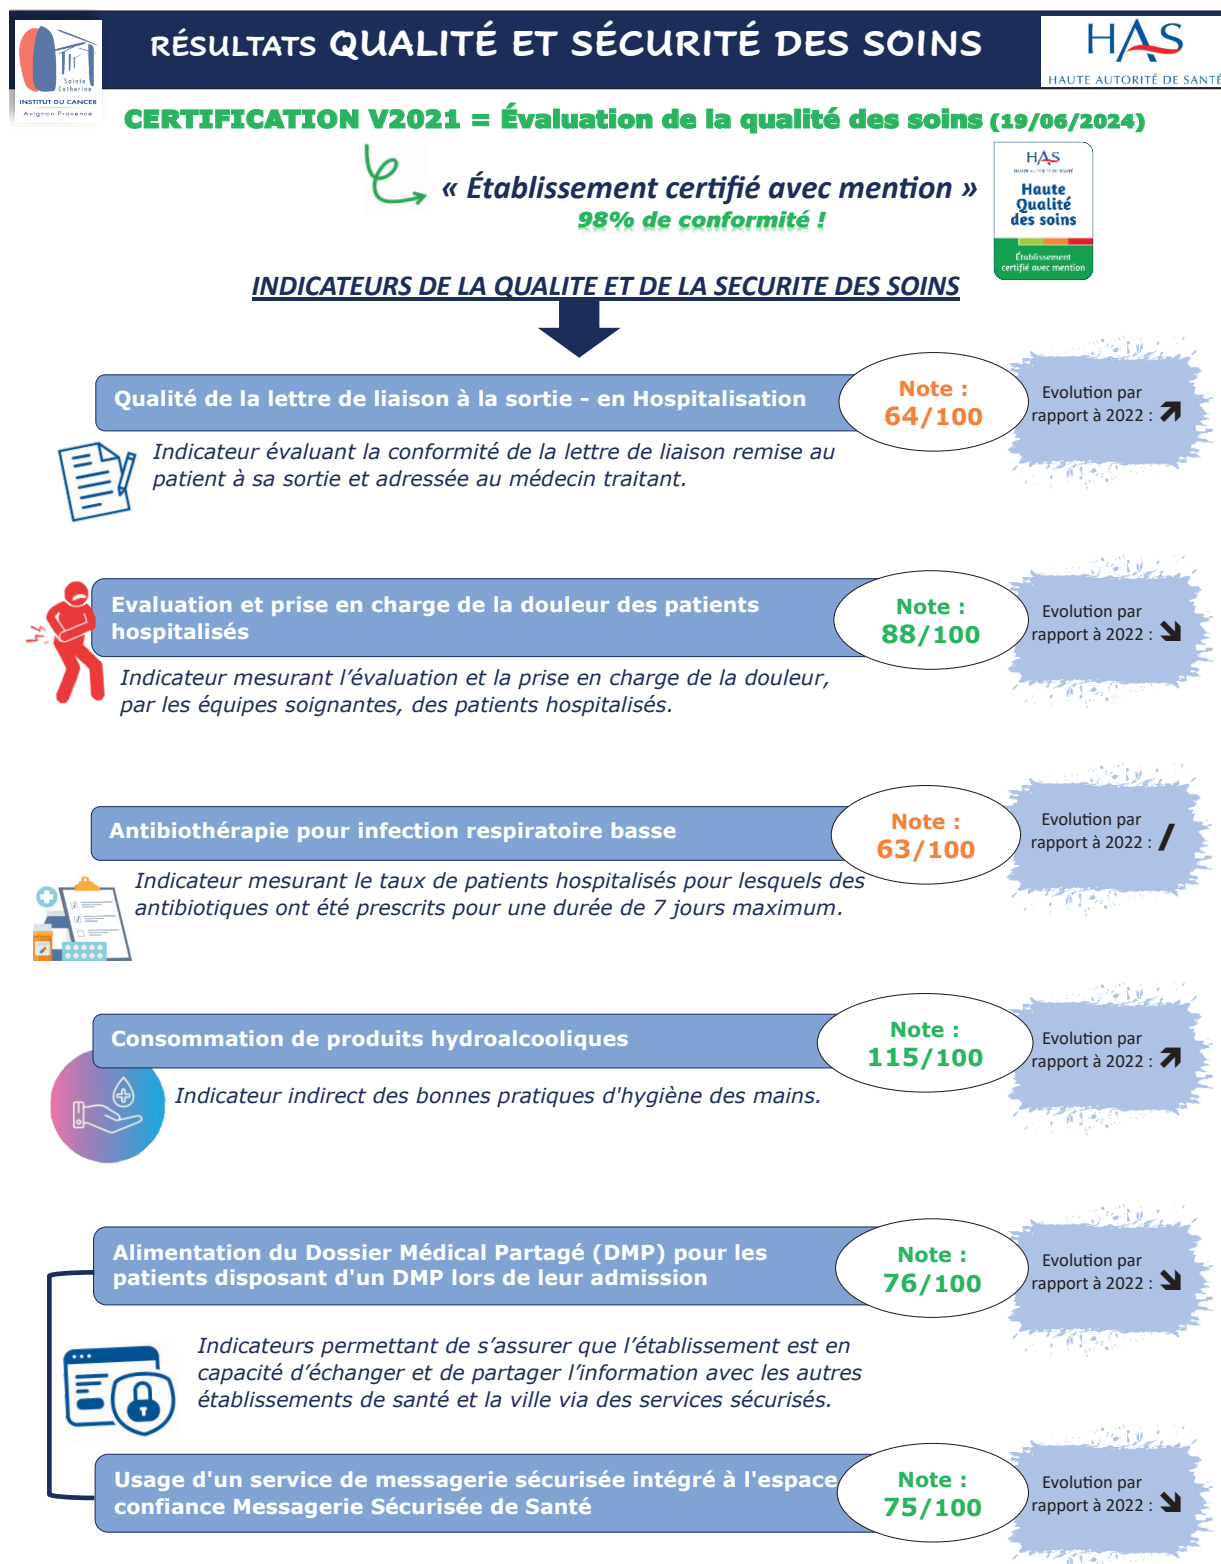 RÉSULTATS QUALITÉ ET SÉCURITÉ DES SOINS
Sainte
Catherine
INSTITUT DU CANCER
Avignon-Provence
HAS
HAUTE AUTORITÉ DE SANTÉ
CERTIFICATION V2021 = Évaluation de la qualité des soins (19/06/2024)
« Établissement certifié avec mention »
98% de conformité !
HAS
HAUTE AUTORITÉ DE SANTÉ
Haute
Qualité
des soins
Établissement
certifié avec mention
INDICATEURS DE LA QUALITE ET DE LA SECURITE DES SOINS
Qualité de la lettre de liaison à la sortie - en Hospitalisation
Note :
64/100
Evolution par
rapport à 2022 :
Indicateur évaluant la conformité de la lettre de liaison remise au
patient à sa sortie et adressée au médecin traitant.
Evaluation et prise en charge de la douleur des patients
hospitalisés
Note :
88/100
Evolution par
rapport à 2022 :
Indicateur mesurant l’évaluation et la prise en charge de la douleur,
par les équipes soignantes, des patients hospitalisés.
Antibiothérapie pour infection respiratoire basse
Note :
63/100
Evolution par
rapport à 2022 : /
Indicateur mesurant le taux de patients hospitalisés pour lesquels des
antibiotiques ont été prescrits pour une durée de 7 jours maximum.
Consommation de produits hydroalcooliques
Note :
115/100
Evolution par
rapport à 2022 :
Indicateur indirect des bonnes pratiques d'hygiène des mains.
Alimentation du Dossier Médical Partagé (DMP) pour les
patients disposant d'un DMP lors de leur admission
Note :
76/100
Evolution par
rapport à 2022 :
Indicateurs permettant de s’assurer que l’établissement est en
capacité d’échanger et de partager l’information avec les autres
établissements de santé et la ville via des services sécurisés.
Usage d'un service de messagerie sécurisée intégré à l'espace
confiance Messagerie Sécurisée de Santé
Note :
75/100
Evolution par
rapport à 2022 :